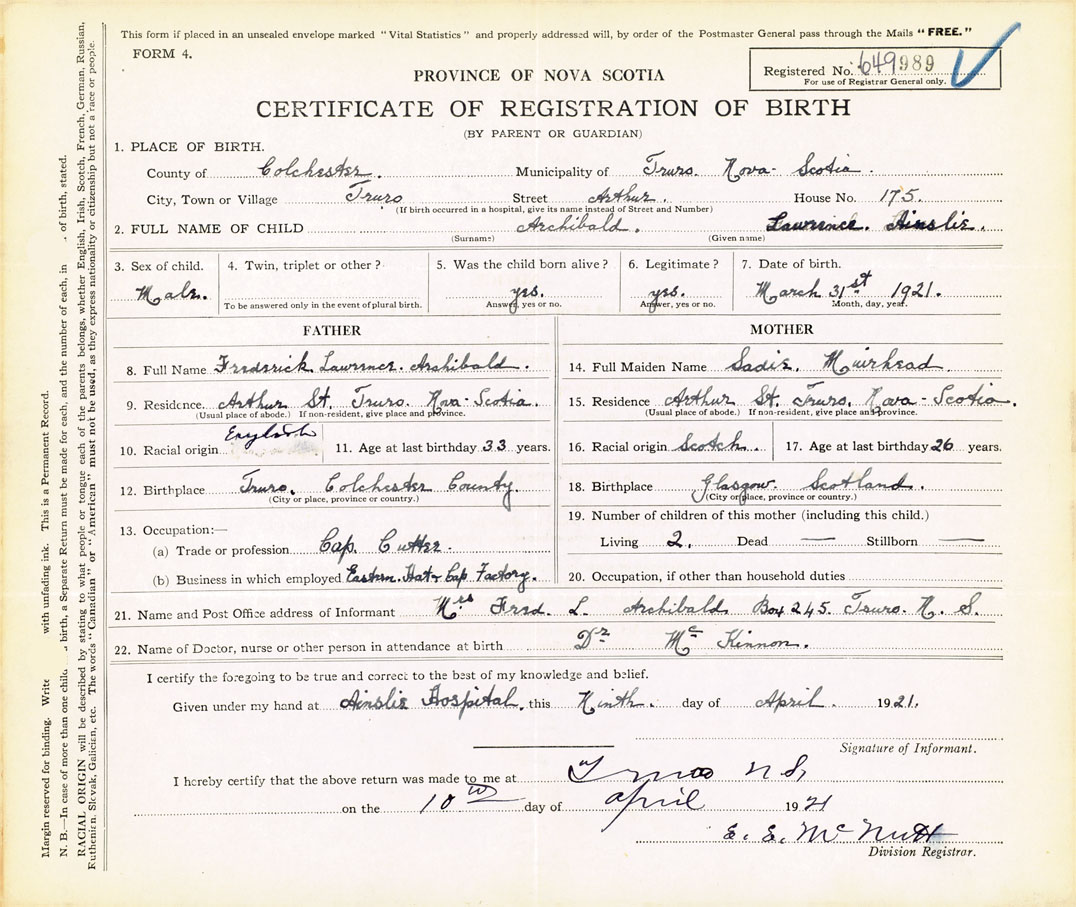 This form if placed in an unsealed envelope marked "Vital Statistics" and properly addressed will, by order of the Postmaster General pass through the Mails "FREE."
FORM 4.
Registered No. 649989
For use of Registrar General only.
PROVINCE OF NOVA SCOTIA
CERTIFICATE OF REGISTRATION OF BIRTH
(BY PARENT OR GUARDIAN)
1. PLACE OF BIRTH.
County of Colchester. Municipality of Truro. Nova-Scotia.
City, Town or Village Truro Street Arthur. House No. 175.
(If birth occurred in a hospital, give its name instead of Street and Number)
2. FULL NAME OF CHILD Archibald. Lawrence. Ainslie.
(Surname) (Given name)
3. Sex of child. 4. Twin, triplet or other? 5. Was the child born alive? 6. Legitimate? 7. Date of birth.
Male. yes. yes. March 31st 1921.
To be answered only in the event of plural birth. Answer, yes or no. Answer, yes or no. Month, day, year.
FATHER MOTHER
8. Full Name Frederick Lawrence. Archibald. 14. Full Maiden Name Sadie. Muirhead
9. Residence. Arthur St. Truro. Nova-Scotia. 15. Residence Arthur St. Truro. Nova-Scotia.
(Usual place of abode.) If non-resident, give place and province. (Usual place of abode.) If non-resident, give place and province.
10. Racial origin English 11. Age at last birthday 33 years. 16. Racial origin Scotch. 17. Age at last birthday 26 years.
12. Birthplace Truro. Colchester County. 18. Birthplace Glasgow. Scotland.
(City or place, province or country.) (City or place, province or country.)
13. Occupation:— 19. Number of children of this mother (including this child.)
(a) Trade or profession Cap. Cutter. Living 2. Dead — Stillborn —
(b) Business in which employed Eastern. Hat & Cap Factory. 20. Occupation, if other than household duties
21. Name and Post Office address of Informant Mrs Fred. L. Archibald Box 245. Truro. N. S.
22. Name of Doctor, nurse or other person in attendance at birth Dr Mc Kinnon.
I certify the foregoing to be true and correct to the best of my knowledge and belief.
Given under my hand at Ainslie Hospital. this Ninth. day of April. 1921.
Signature of Informant.
I hereby certify that the above return was made to me at Truro N S.
on the 10th day of april 1921
E. E. McNutt
Division Registrar.
Margin reserved for binding. Write with unfading ink. This is a Permanent Record.
N. B.—In case of more than one child birth, a Separate Return must be made for each, and the number of each, in of birth, stated.
RACIAL ORIGIN will be described by stating to what people or tongue each of the parents belongs, whether English, Irish, Scotch, French, German, Russian,
Ruthenian, Slovak, Galician, etc. The words "Canadian" or "American" must not be used, as they express nationality or citizenship but not a race or people.